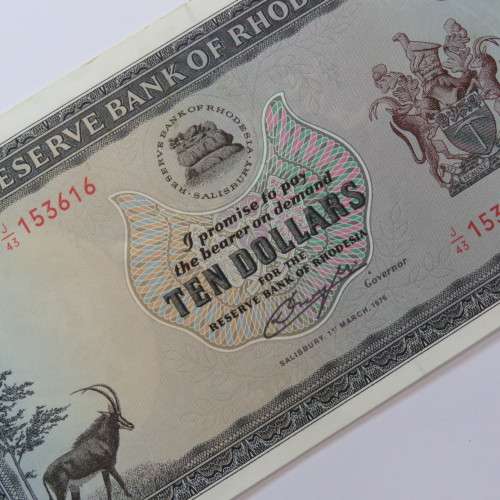 RESERVE BANK OF RHODE
RESERVE BANK OF RHODESIA
· SALISBURY ·
J/43 153616
I promise to pay
the bearer on demand
TEN DOLLARS
FOR THE
RESERVE BANK OF RHODESIA
Governor
SALISBURY, 1ST MARCH, 1976
J/43 153